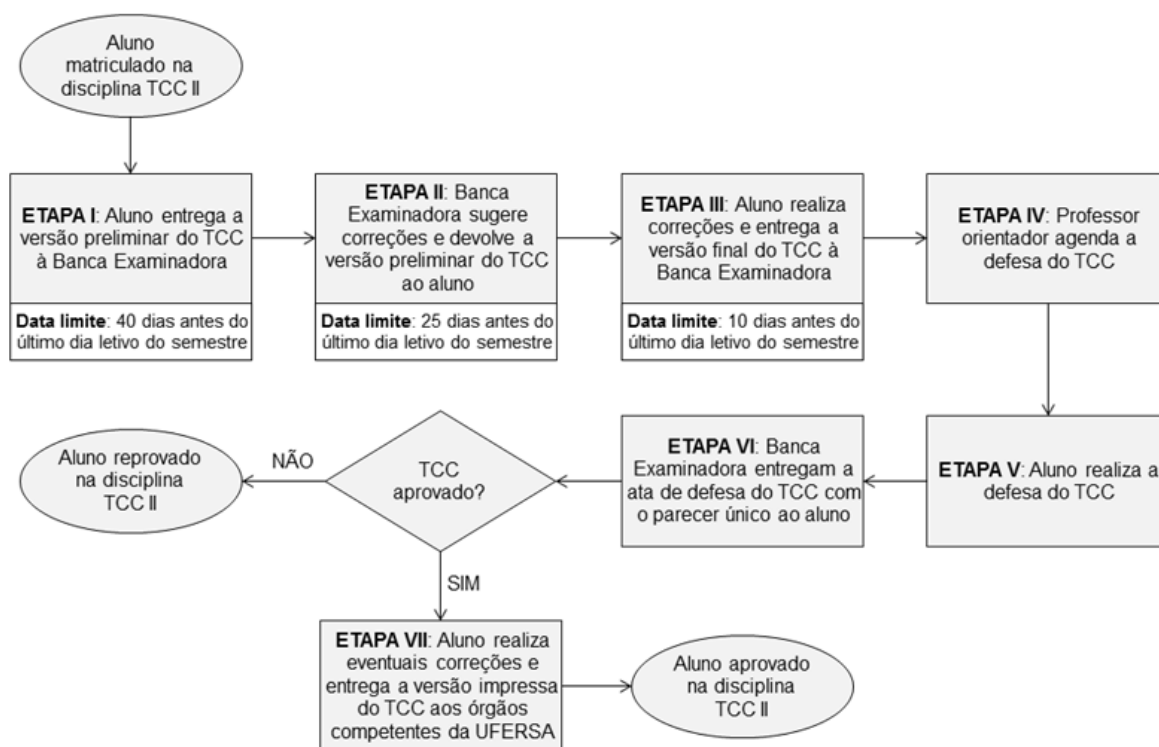 Aluno
matriculado na
disciplina TCC II
ETAPA I: Aluno entrega a
versão preliminar do TCC
à Banca Examinadora
Data limite: 40 dias antes do
último dia letivo do semestre
ETAPA II: Banca
Examinadora sugere
correções e devolve a
versão preliminar do TCC
ao aluno
Data limite: 25 dias antes do
último dia letivo do semestre
ETAPA III: Aluno realiza
correções e entrega a
versão final do TCC à
Banca Examinadora
Data limite: 10 dias antes do
último dia letivo do semestre
ETAPA IV: Professor
orientador agenda a
defesa do TCC
ETAPA V: Aluno realiza a
defesa do TCC
ETAPA VI: Banca
Examinadora entregam a
ata de defesa do TCC com
o parecer único ao aluno
TCC
aprovado?
NÃO
Aluno reprovado
na disciplina
TCC II
SIM
ETAPA VII: Aluno realiza
eventuais correções e
entrega a versão impressa
do TCC aos órgãos
competentes da UFERSA
Aluno aprovado
na disciplina
TCC II